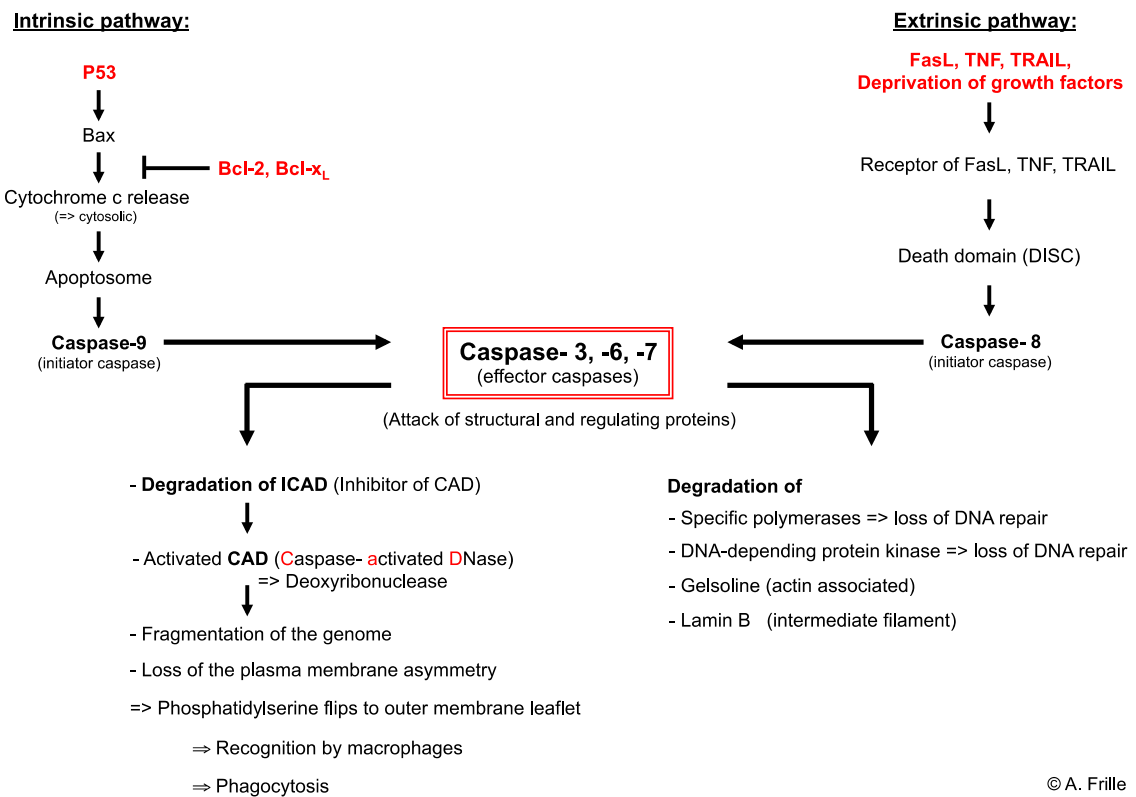 Intrinsic pathway:
P53
Bax
Bcl-2, Bcl-xL
Cytochrome c release
(=> cytosolic)
Apoptosome
Caspase-9
(initiator caspase)
Extrinsic pathway:
FasL, TNF, TRAIL,
Deprivation of growth factors
Receptor of FasL, TNF, TRAIL
Death domain (DISC)
Caspase- 8
(initiator caspase)
Caspase- 3, -6, -7
(effector caspases)
(Attack of structural and regulating proteins)
- Degradation of ICAD (Inhibitor of CAD)
- Activated CAD (Caspase- activated DNase)
=> Deoxyribonuclease
- Fragmentation of the genome
- Loss of the plasma membrane asymmetry
=> Phosphatidylserine flips to outer membrane leaflet
⇒ Recognition by macrophages
⇒ Phagocytosis
Degradation of
- Specific polymerases => loss of DNA repair
- DNA-depending protein kinase => loss of DNA repair
- Gelsoline (actin associated)
- Lamin B (intermediate filament)
© A. Frille